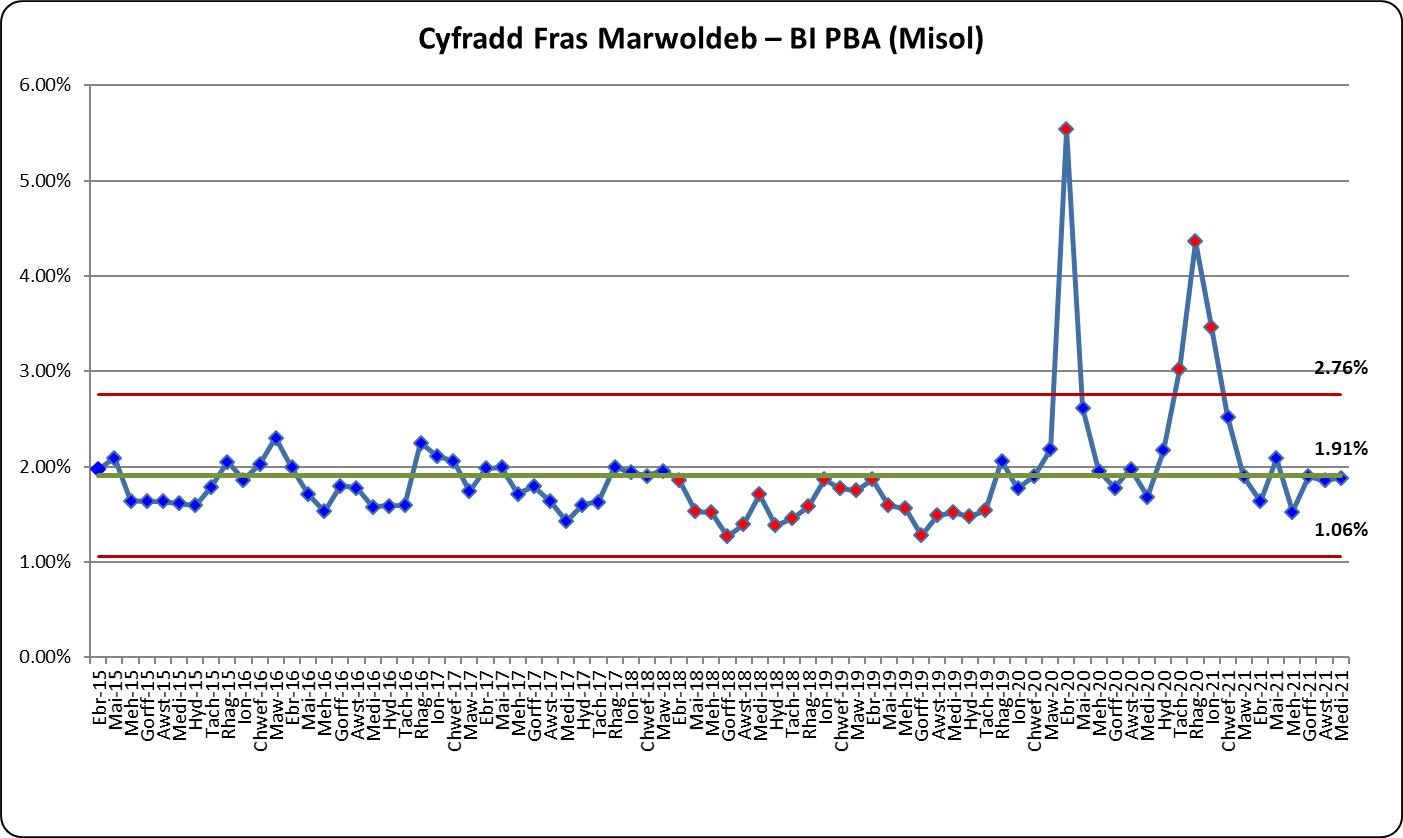 Cyfradd Fras Marwoldeb – BI PBA (Misol)
6.00%
5.00%
4.00%
3.00%
2.00%
1.00%
0.00%
2.76%
1.91%
1.06%
Ebr-15
Mai-15
Meh-15
Gorff-15
Awst-15
Medi-15
Hyd-15
Tach-15
Rhag-15
Ion-16
Chwef-16
Maw-16
Ebr-16
Mai-16
Meh-16
Gorff-16
Awst-16
Medi-16
Hyd-16
Tach-16
Rhag-16
Ion-17
Chwef-17
Maw-17
Ebr-17
Mai-17
Meh-17
Gorff-17
Awst-17
Medi-17
Hyd-17
Tach-17
Rhag-17
Ion-18
Chwef-18
Maw-18
Ebr-18
Mai-18
Meh-18
Gorff-18
Awst-18
Medi-18
Hyd-18
Tach-18
Rhag-18
Ion-19
Chwef-19
Maw-19
Ebr-19
Mai-19
Meh-19
Gorff-19
Awst-19
Medi-19
Hyd-19
Tach-19
Rhag-19
Ion-20
Chwef-20
Maw-20
Ebr-20
Mai-20
Meh-20
Gorff-20
Awst-20
Medi-20
Hyd-20
Tach-20
Rhag-20
Ion-21
Chwef-21
Maw-21
Ebr-21
Mai-21
Meh-21
Gorff-21
Awst-21
Medi-21